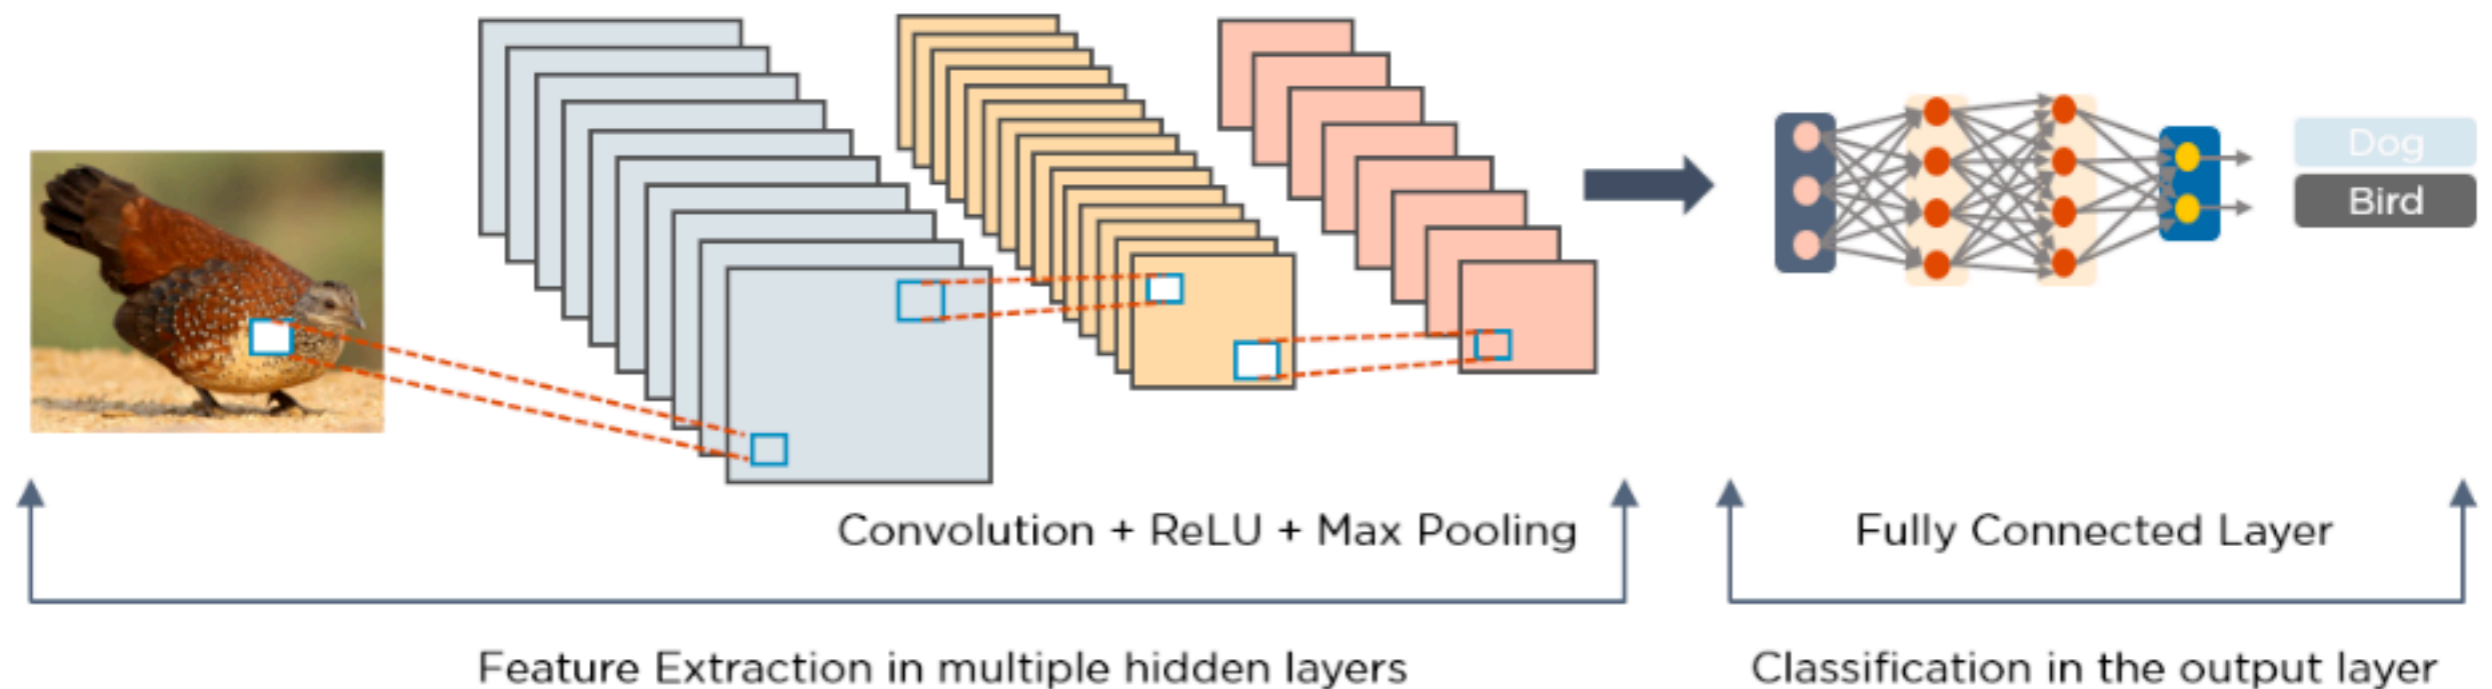 Dog
Bird
Convolution + ReLU + Max Pooling
Fully Connected Layer
Feature Extraction in multiple hidden layers
Classification in the output layer